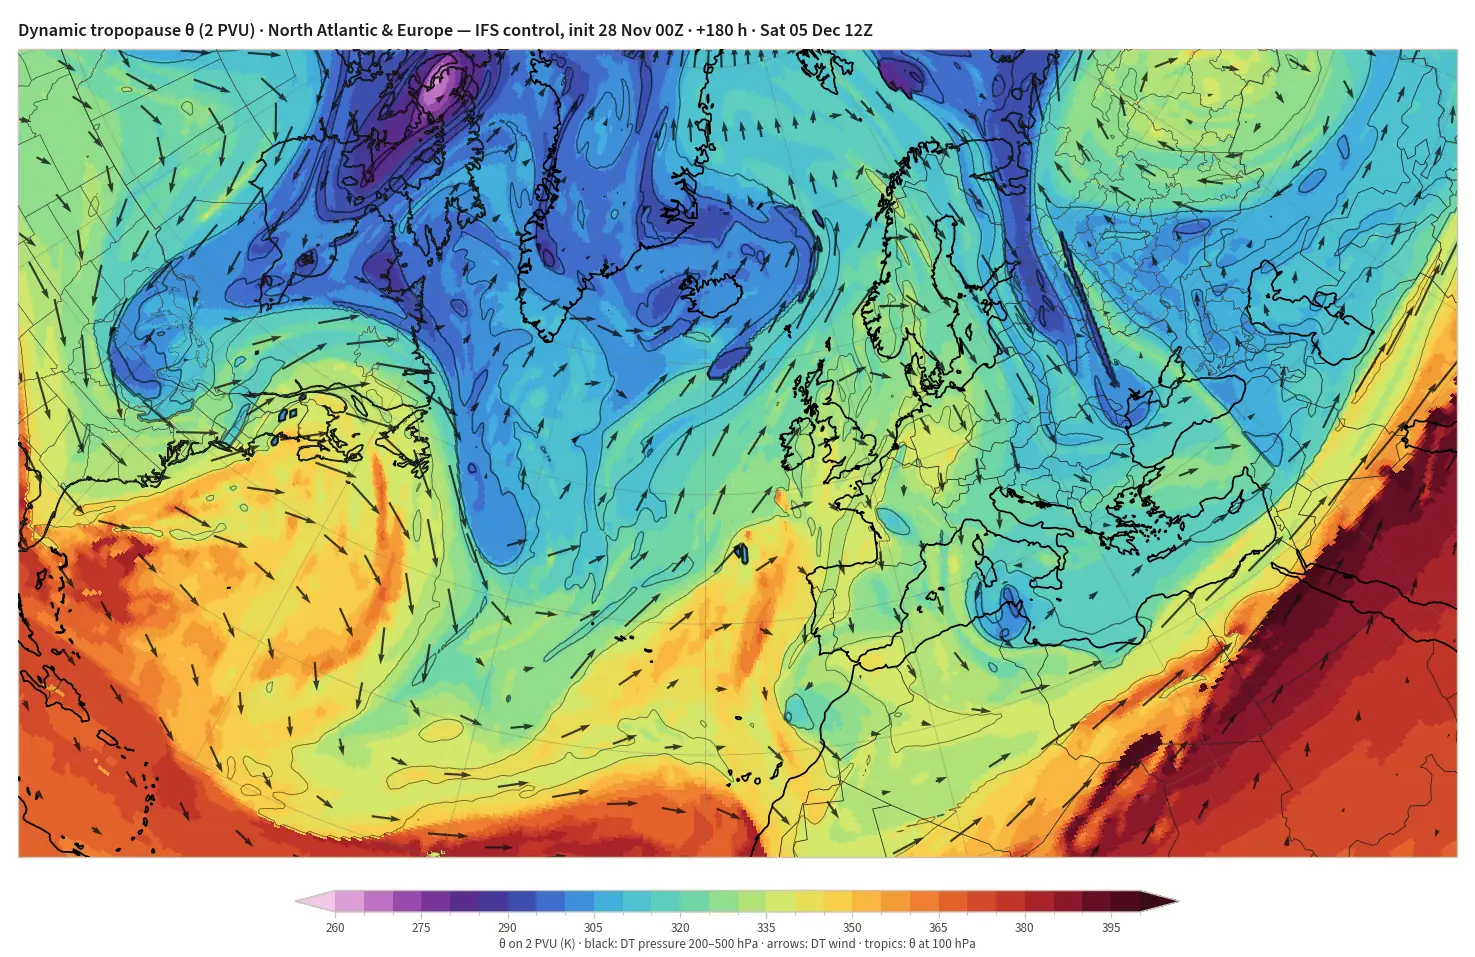 Dynamic tropopause θ (2 PVU) · North Atlantic & Europe — IFS control, init 28 Nov 00Z · +180 h · Sat 05 Dec 12Z
260 275 290 305 320 335 350 365 380 395
θ on 2 PVU (K) · black: DT pressure 200–500 hPa · arrows: DT wind · tropics: θ at 100 hPa